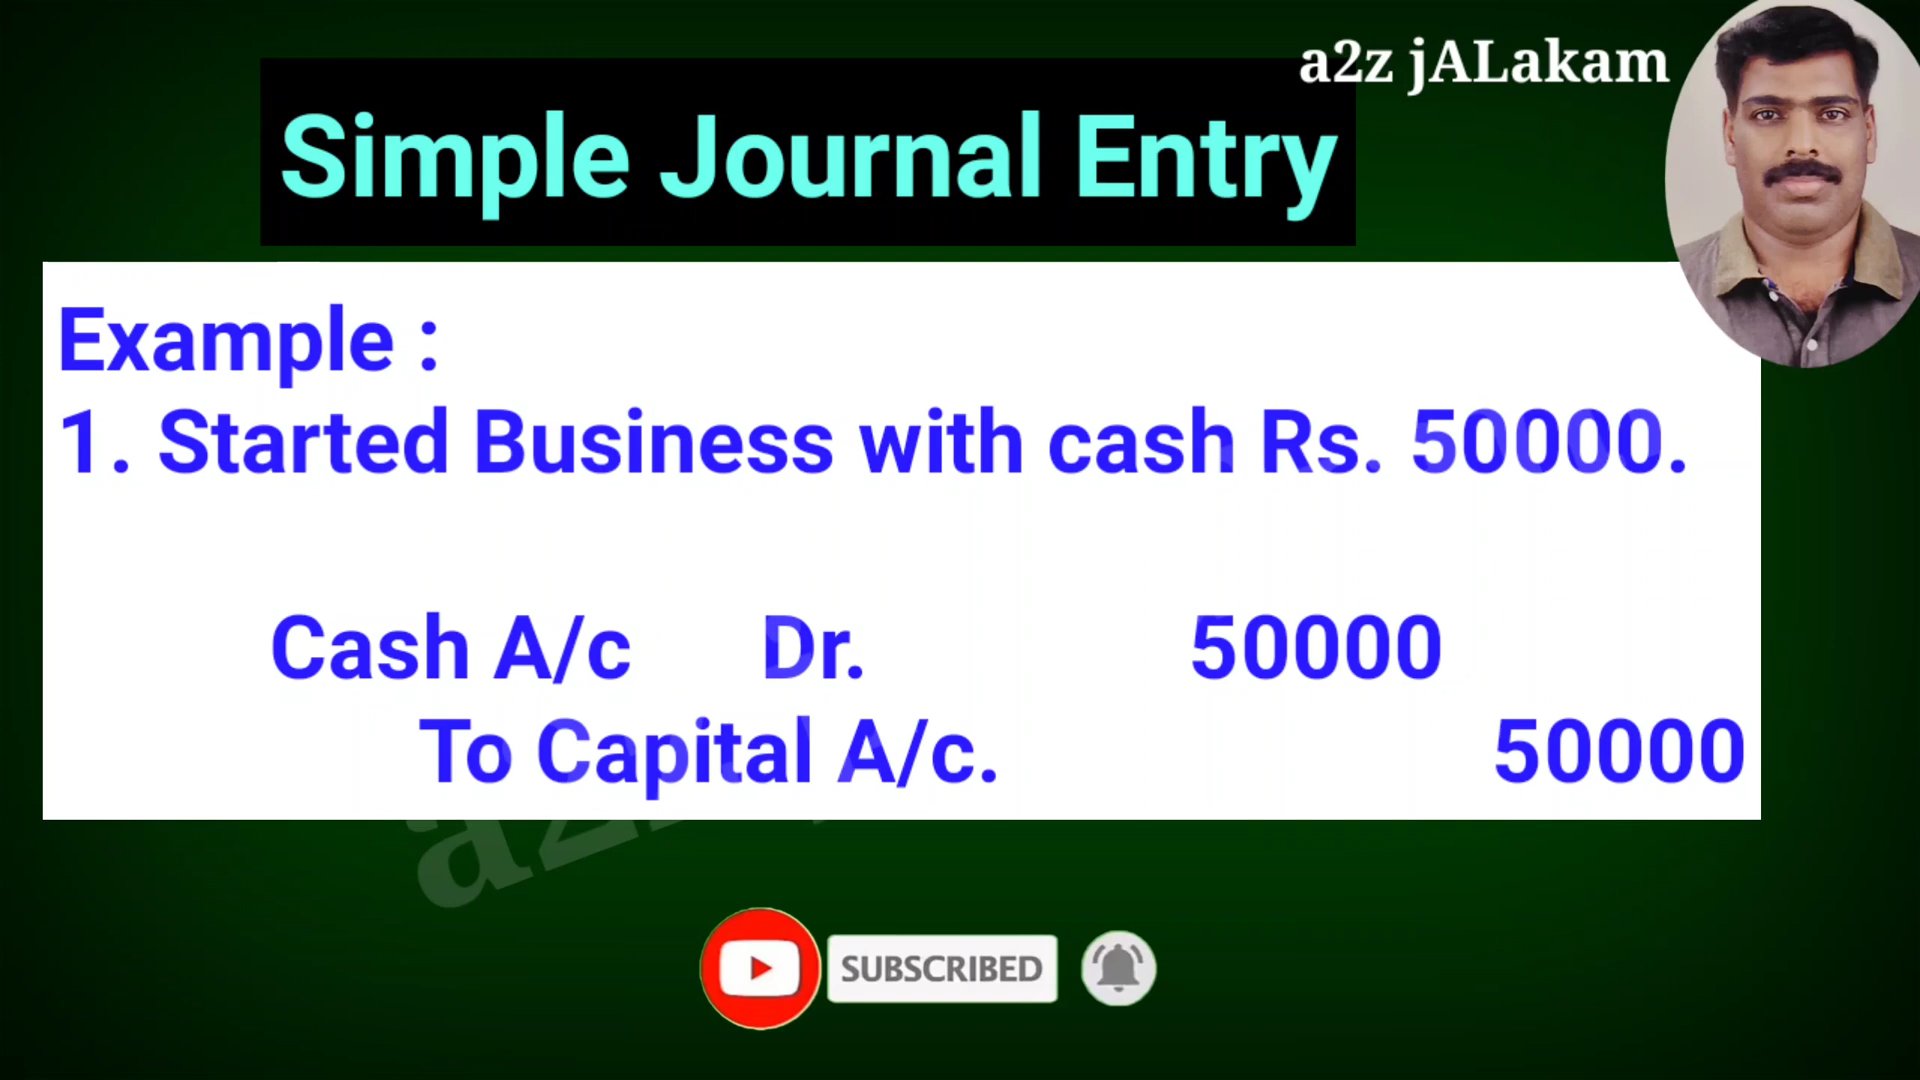 a2z jALakam
Simple Journal Entry
Example :
1. Started Business with cash Rs. 50000.
Cash A/c Dr. 50000
To Capital A/c. 50000
SUBSCRIBED